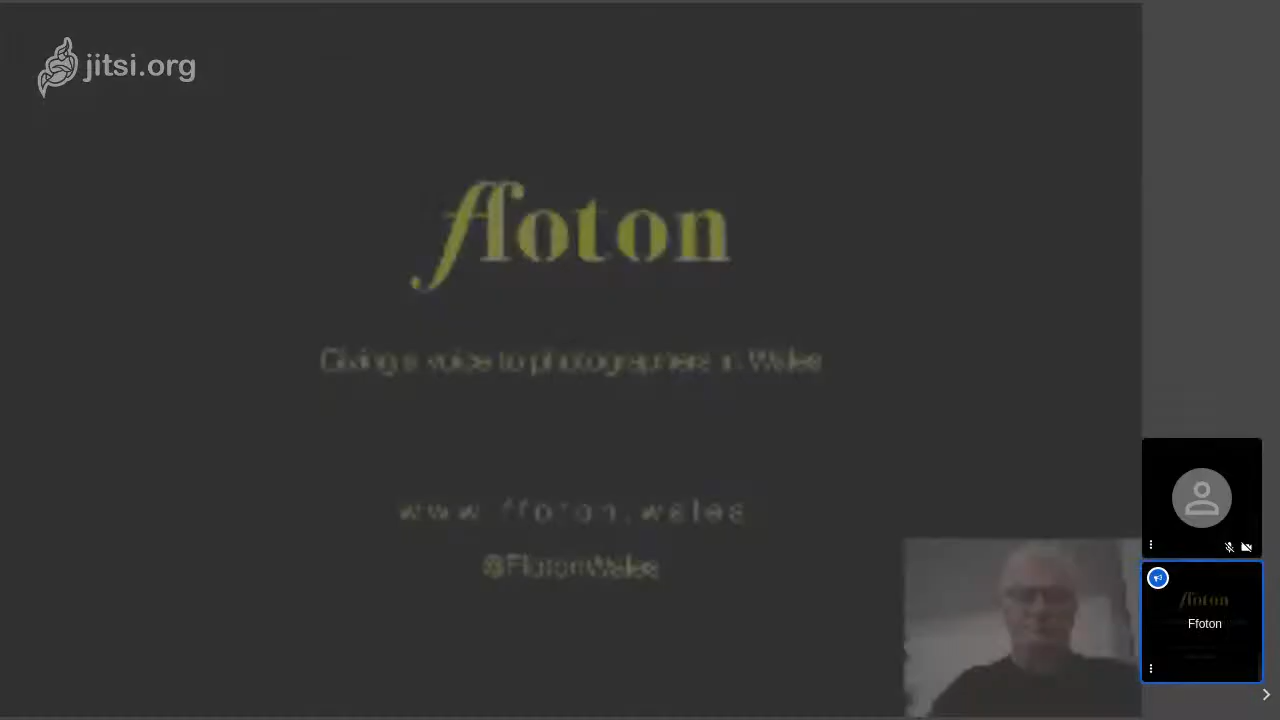 jitsi.org
ffoton
Giving a voice to photographers in Wales
www.ffoton.wales
@FfotonWales
ffoton
Ffoton